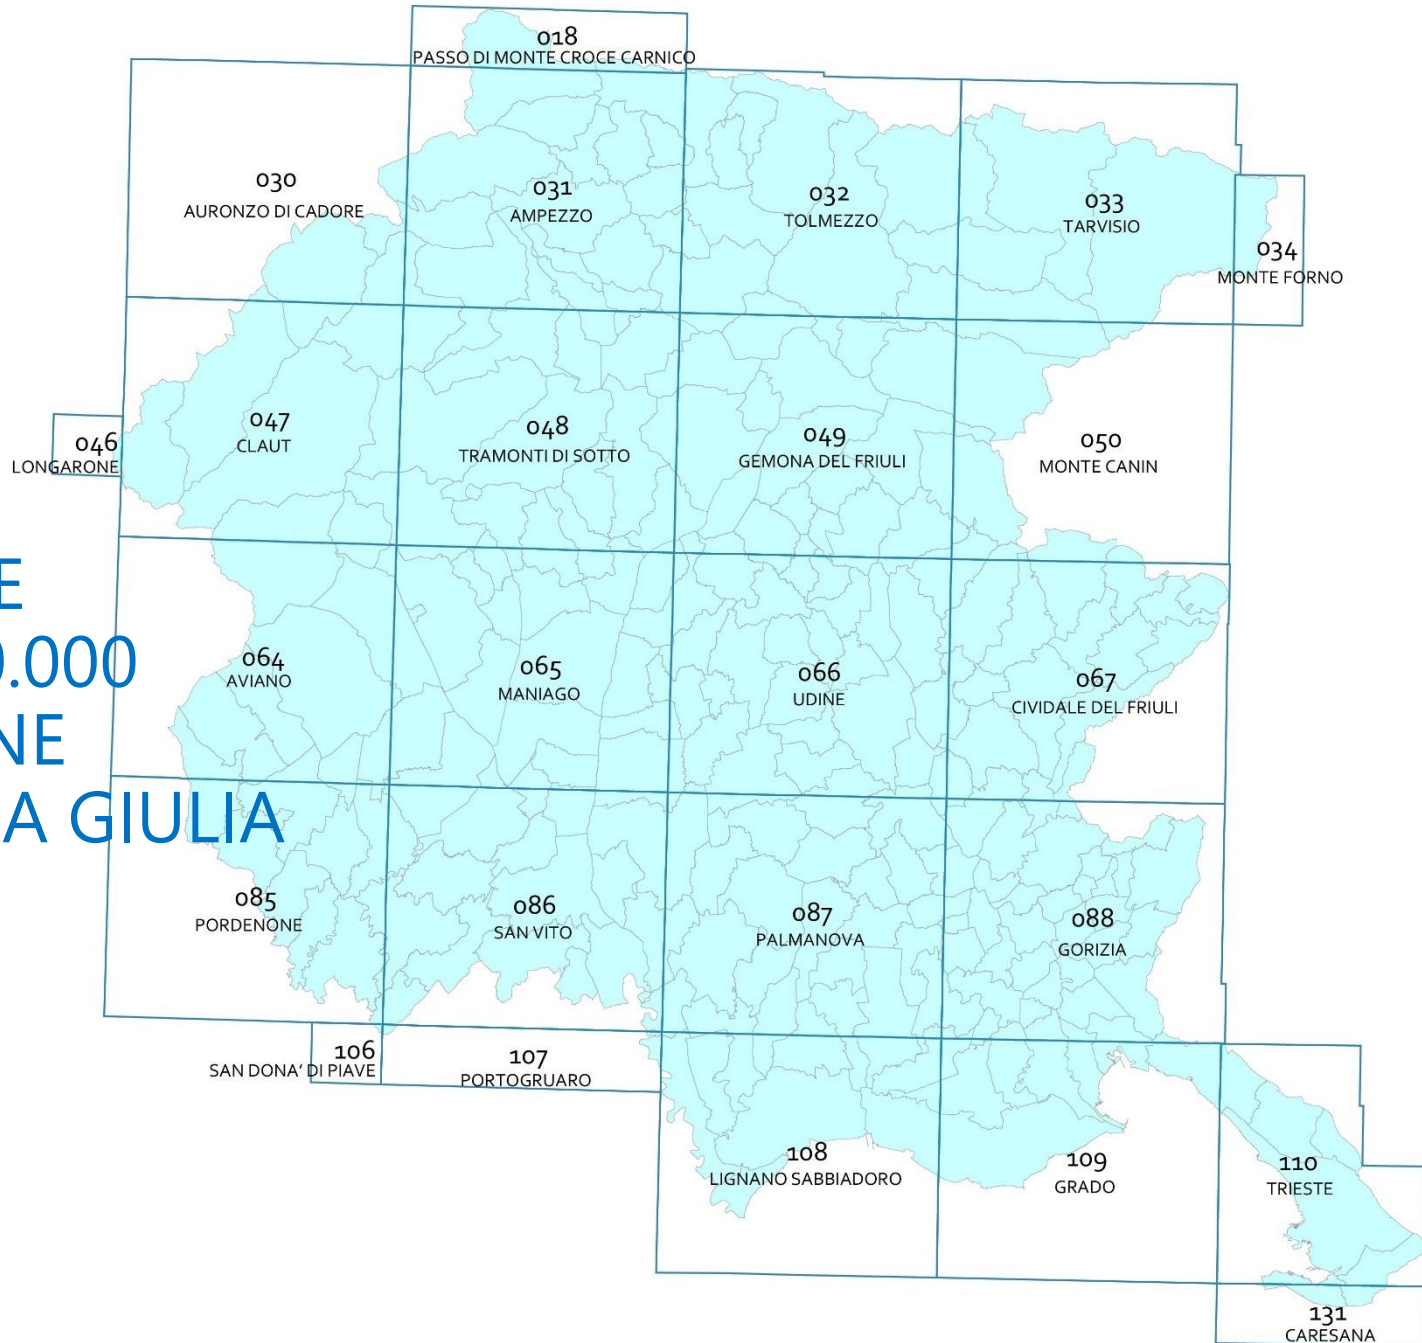 018
PASSO DI MONTE CROCE CARNICO
030
AURONZO DI CADORE
031
AMPEZZO
032
TOLMEZZO
033
TARVISIO
034
MONTE FORNO
046
LONGARONE
047
CLAUT
048
TRAMONTI DI SOTTO
049
GEMONA DEL FRIULI
050
MONTE CANIN
E
0.000
NE
A GIULIA
064
AVIANO
065
MANIAGO
066
UDINE
067
CIVIDALE DEL FRIULI
085
PORDENONE
086
SAN VITO
087
PALMANOVA
088
GORIZIA
106
SAN DONA' DI PIAVE
107
PORTOGRUARO
108
LIGNANO SABBIADORO
109
GRADO
110
TRIESTE
131
CARESANA